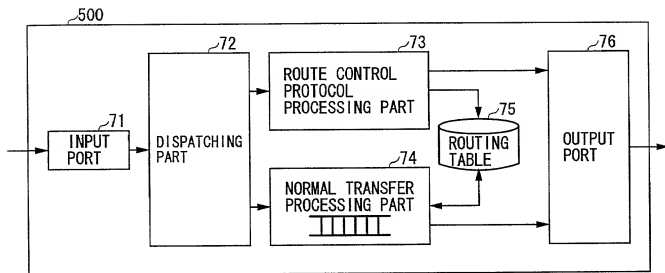 500
71
INPUT
PORT
72
DISPATCHING
PART
73
ROUTE CONTROL
PROTOCOL
PROCESSING PART
74
NORMAL TRANSFER
PROCESSING PART
75
ROUTING
TABLE
76
OUTPUT
PORT